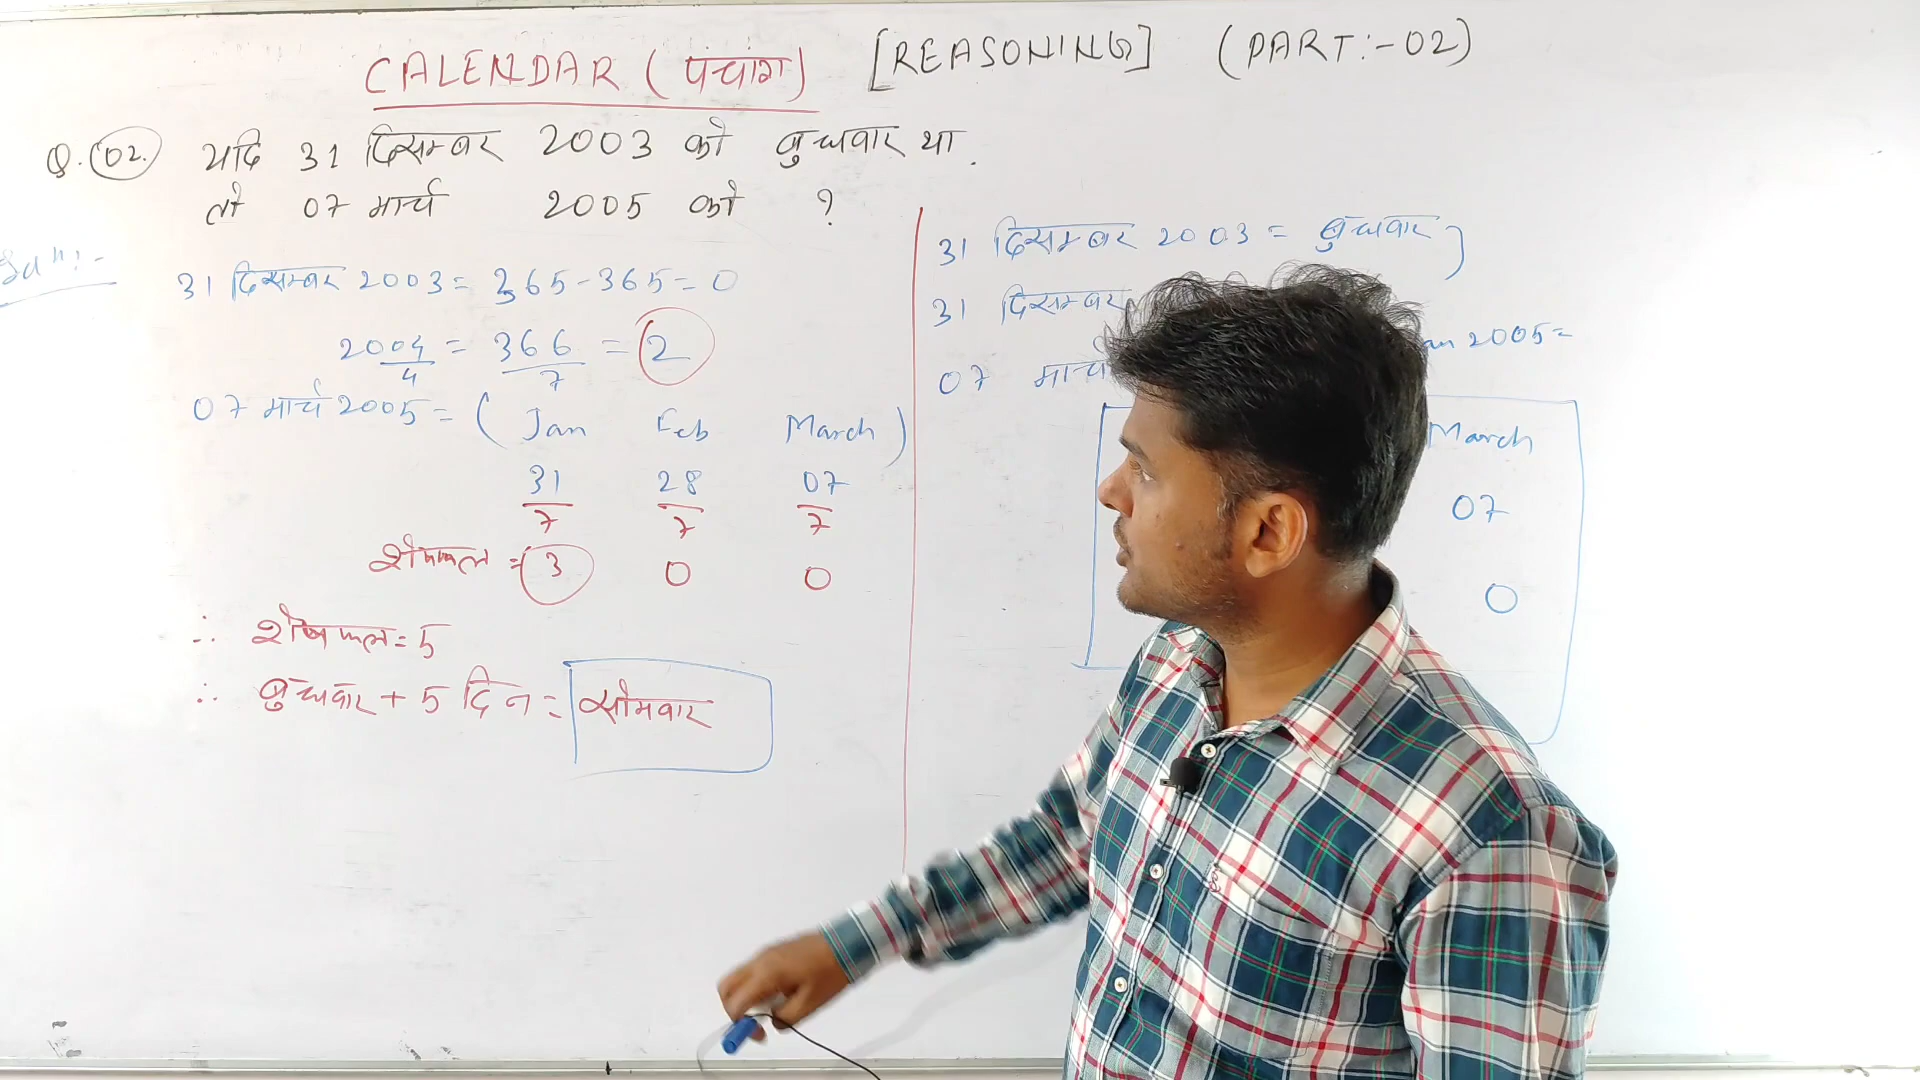 CALENDAR (पंचांग) [REASONING] (PART:-02)
Q.(02.) यदि 31 दिसम्बर 2003 को बुधवार था.
तो 07 मार्च 2005 को ?
Solⁿ:-
31 दिसम्बर 2003 = 365-365 = 0
2004/4 = 366/7 = 2
07 मार्च 2005 = ( Jan Feb March )
31/7 28/7 07/7
शेषफल = 3 0 0
∴ शेषफल = 5
∴ बुधवार + 5 दिन = सोमवार
31 दिसम्बर 2003 = बुधवार
31 दिसम्बर
07 मार्च 2005 =
March
07
0